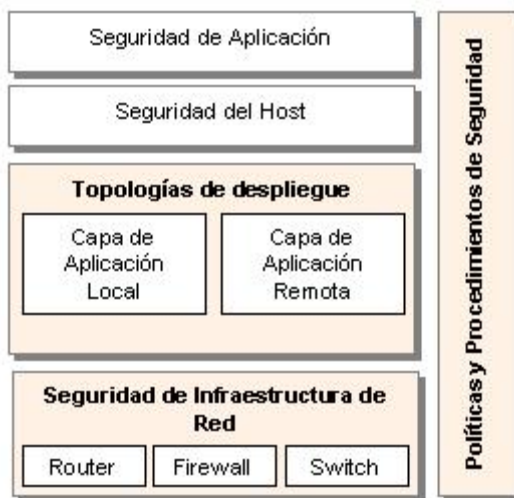 Seguridad de Aplicación
Seguridad del Host
Topologías de despliegue
Capa de
Aplicación
Local
Capa de
Aplicación
Remota
Seguridad de Infraestructura de
Red
Router
Firewall
Switch
Políticas y Procedimientos de Seguridad